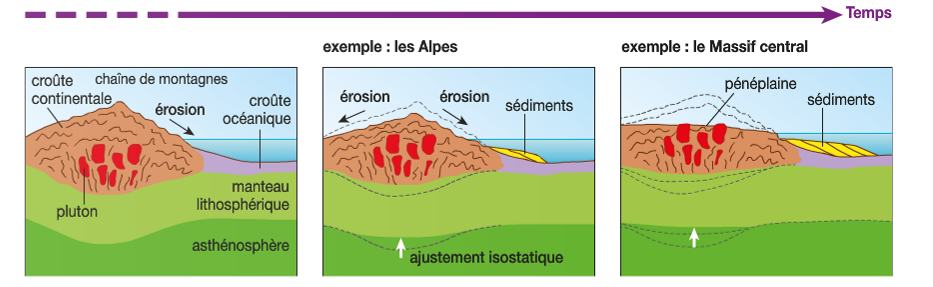 Temps
exemple : les Alpes
exemple : le Massif central
croûte
continentale
chaîne de montagnes
érosion
croûte
océanique
manteau
lithosphérique
pluton
asthénosphère
érosion
érosion
sédiments
ajustement isostatique
pénéplaine
sédiments